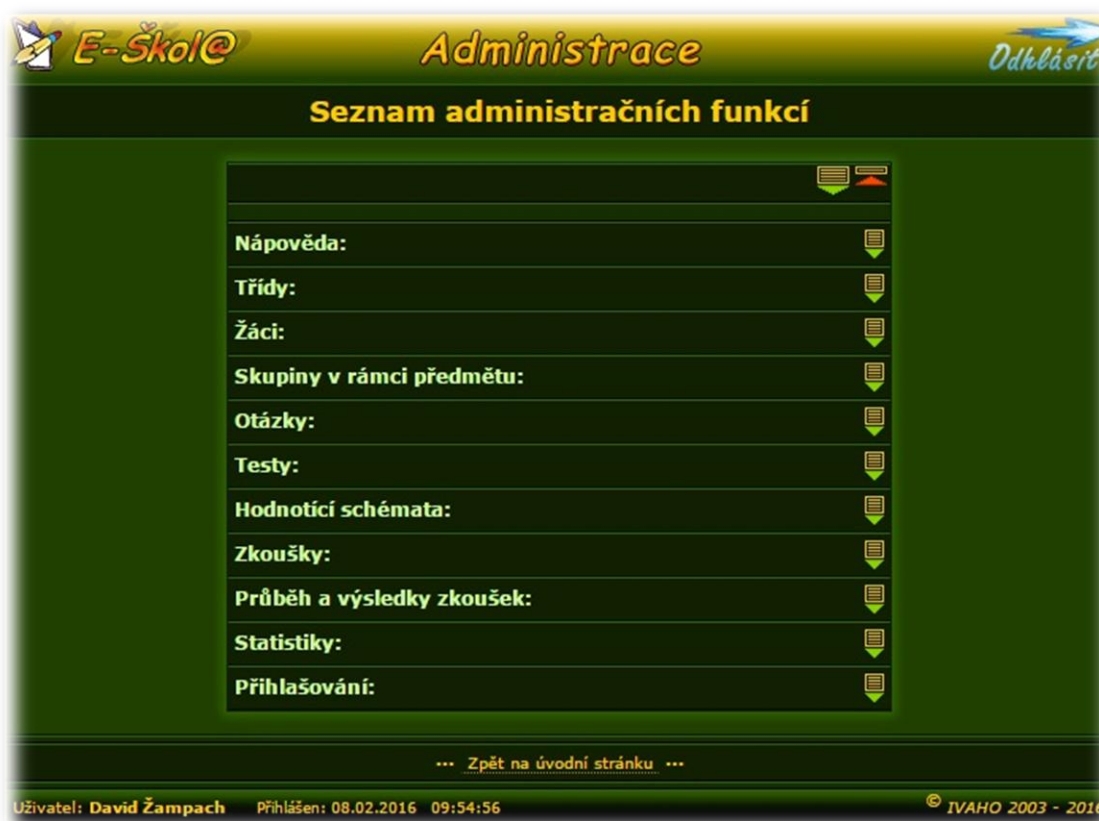 E-Škol@
Administrace
Odhlásit
Seznam administračních funkcí
Nápověda:
Třídy:
Žáci:
Skupiny v rámci předmětu:
Otázky:
Testy:
Hodnotící schémata:
Zkoušky:
Průběh a výsledky zkoušek:
Statistiky:
Přihlašování:
--- Zpět na úvodní stránku ---
Uživatel: David Žampach Přihlášen: 08.02.2016 09:54:56 © IVAHO 2003 - 2016